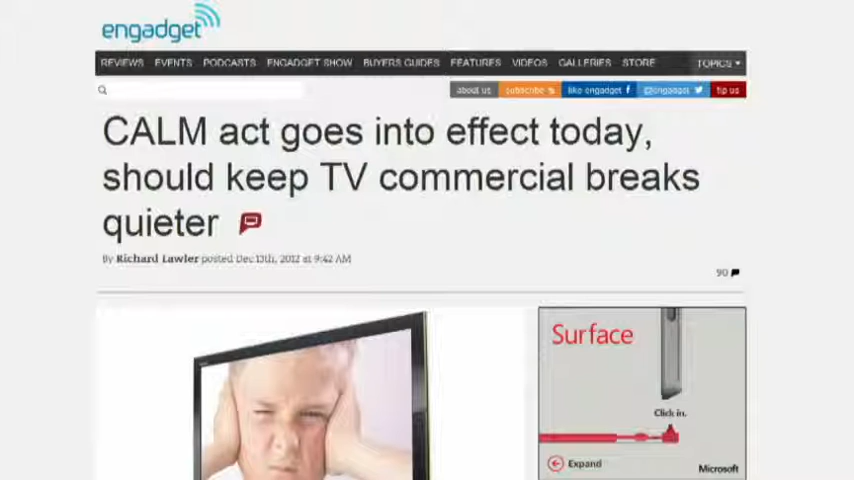 engadget
REVIEWS EVENTS PODCASTS ENGADGET SHOW BUYERS GUIDES FEATURES VIDEOS GALLERIES STORE TOPICS
about us subscribe like engadget f @engadget tip us
CALM act goes into effect today,
should keep TV commercial breaks
quieter
By Richard Lawler posted Dec 13th, 2012 at 9:42 AM
90
Surface
Click in.
Expand
Microsoft